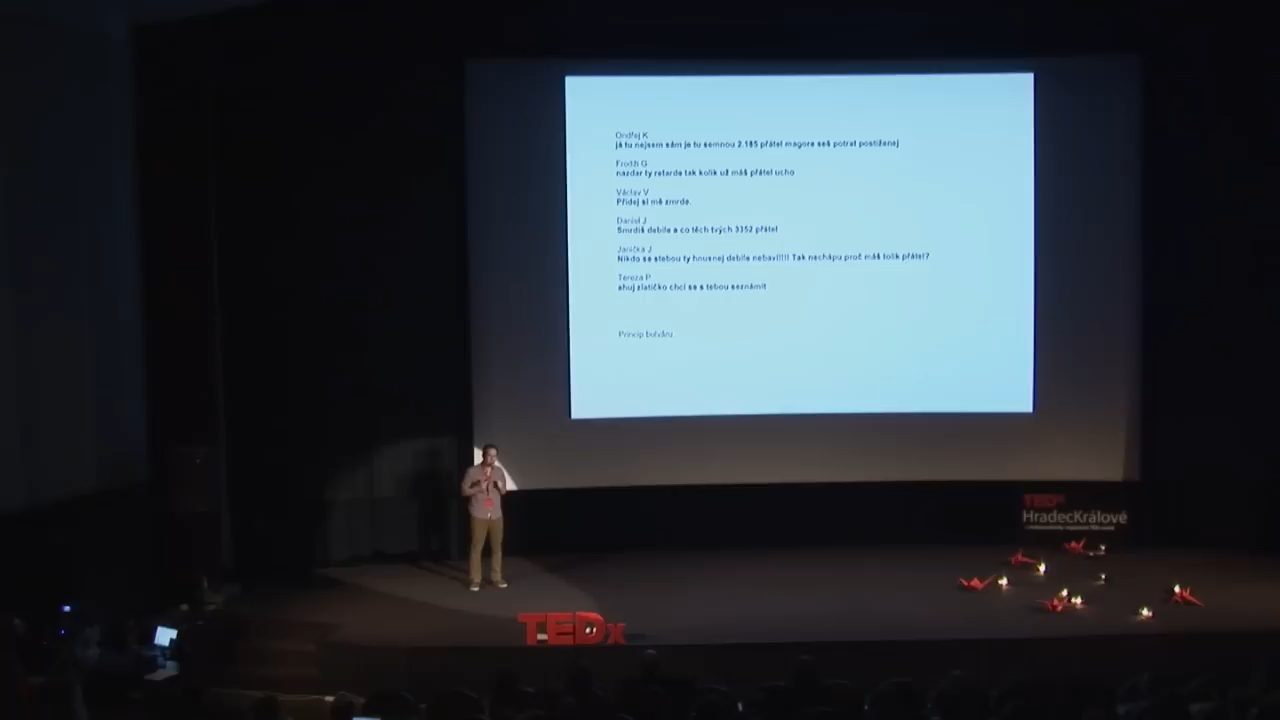 Ondřej K
já tu nejsem sám je tu semnou 2.185 přátel magore seš potrat postiženej
Frodži G
nazdar ty retarde tak kolik už máš přátel ucho
Václav V
Přidej si mě zmrde.
Daniel J
Smrdíš debile a co těch tvých 3352 přátel
Janička J
Nikdo se stebou ty hnusnej debile nebaví!!!!! Tak nechápu proč máš tolik přátel?
Tereza P
ahuj zlatíčko chci se s tebou seznámit
Princip bulváru
TEDx
HradecKrálové
TEDx